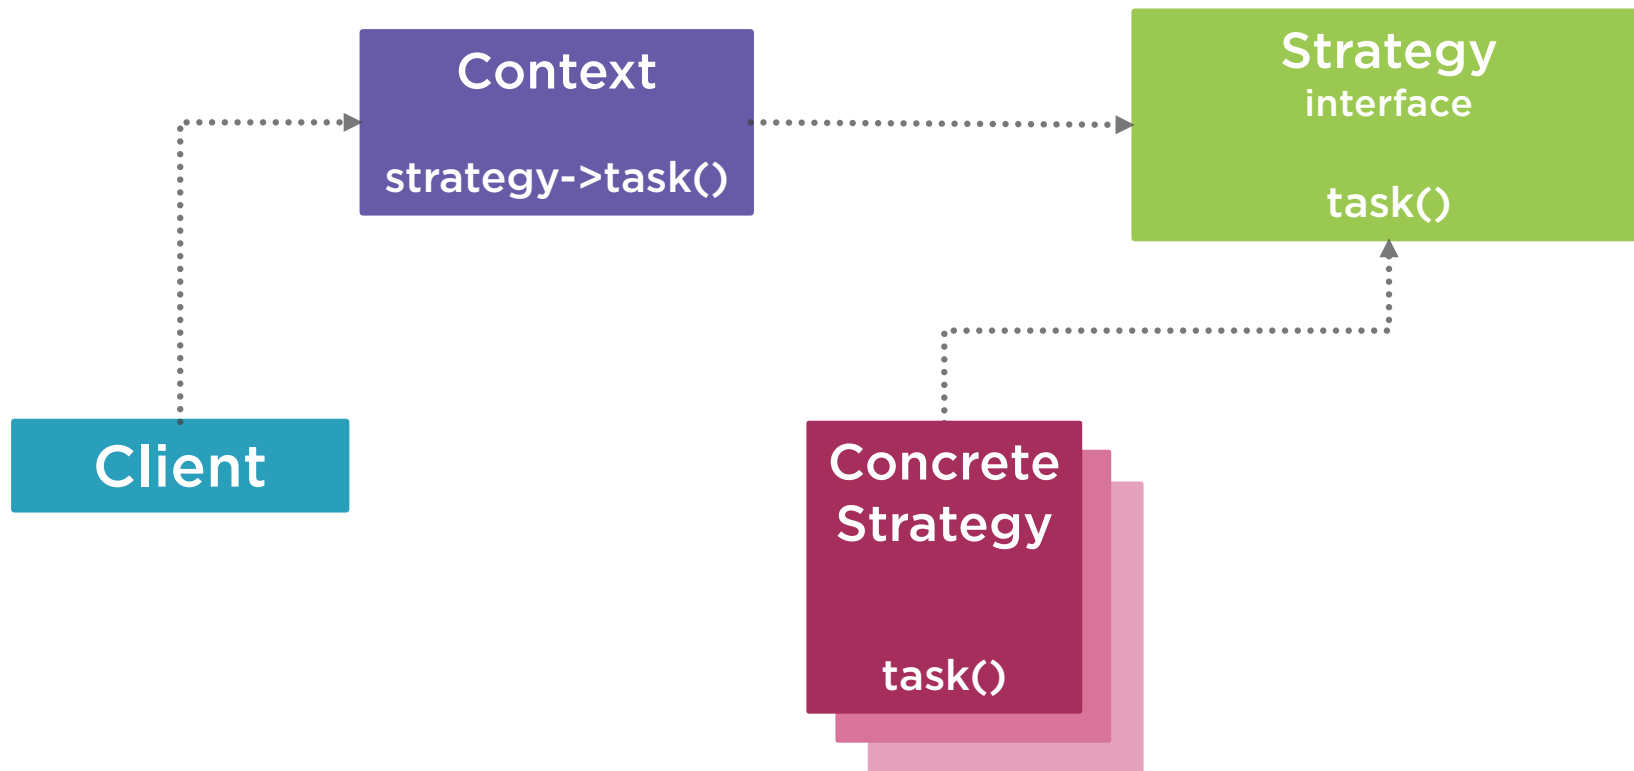 Context
strategy->task()
Strategy
interface
task()
Client
Concrete
Strategy
task()